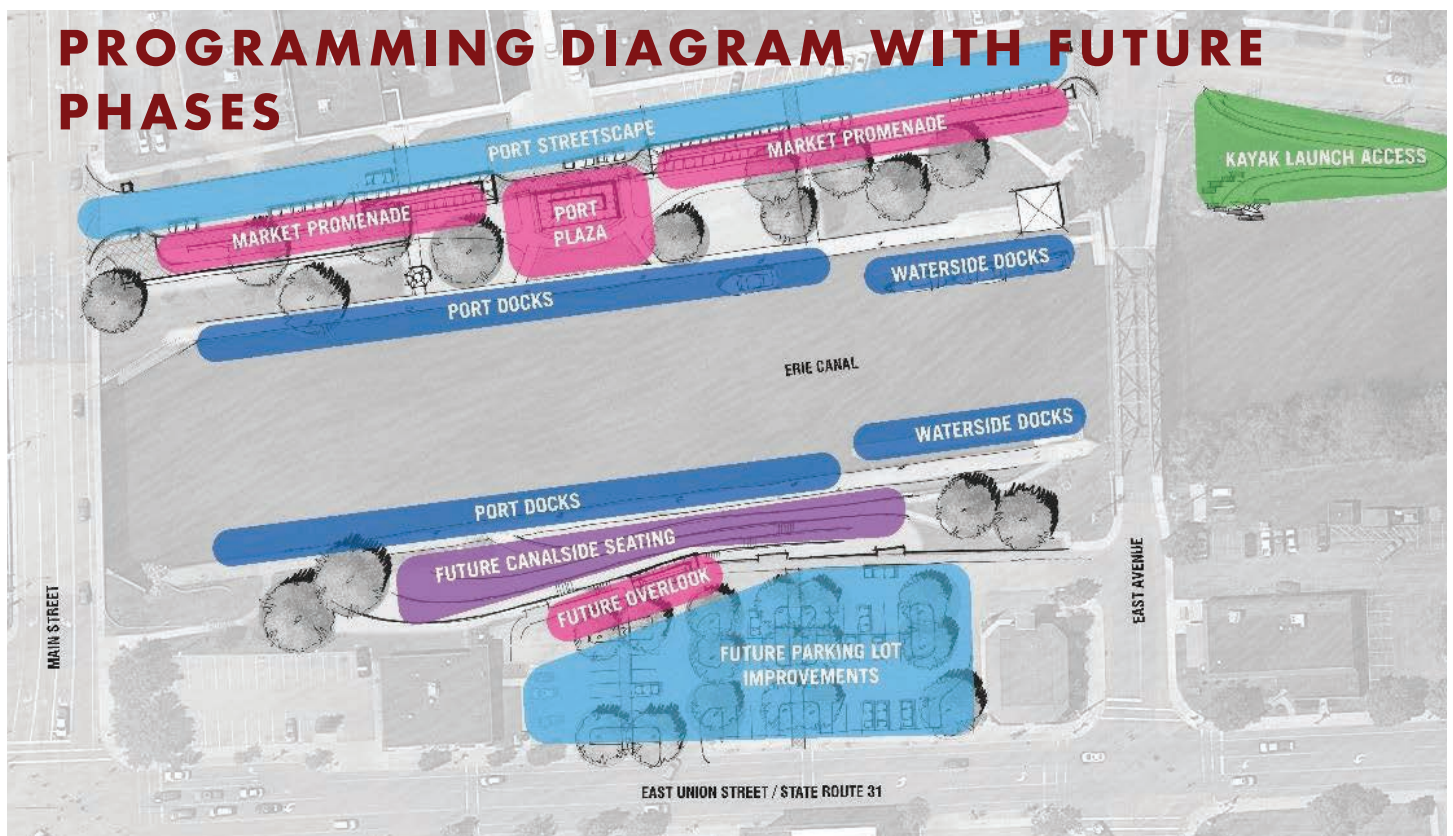 PROGRAMMING DIAGRAM WITH FUTURE
PHASES
PORT STREETSCAPE
MARKET PROMENADE
KAYAK LAUNCH ACCESS
MARKET PROMENADE
PORT
PLAZA
WATERSIDE DOCKS
PORT DOCKS
ERIE CANAL
WATERSIDE DOCKS
PORT DOCKS
FUTURE CANALSIDE SEATING
FUTURE OVERLOOK
MAIN STREET
EAST AVENUE
FUTURE PARKING LOT
IMPROVEMENTS
EAST UNION STREET / STATE ROUTE 31